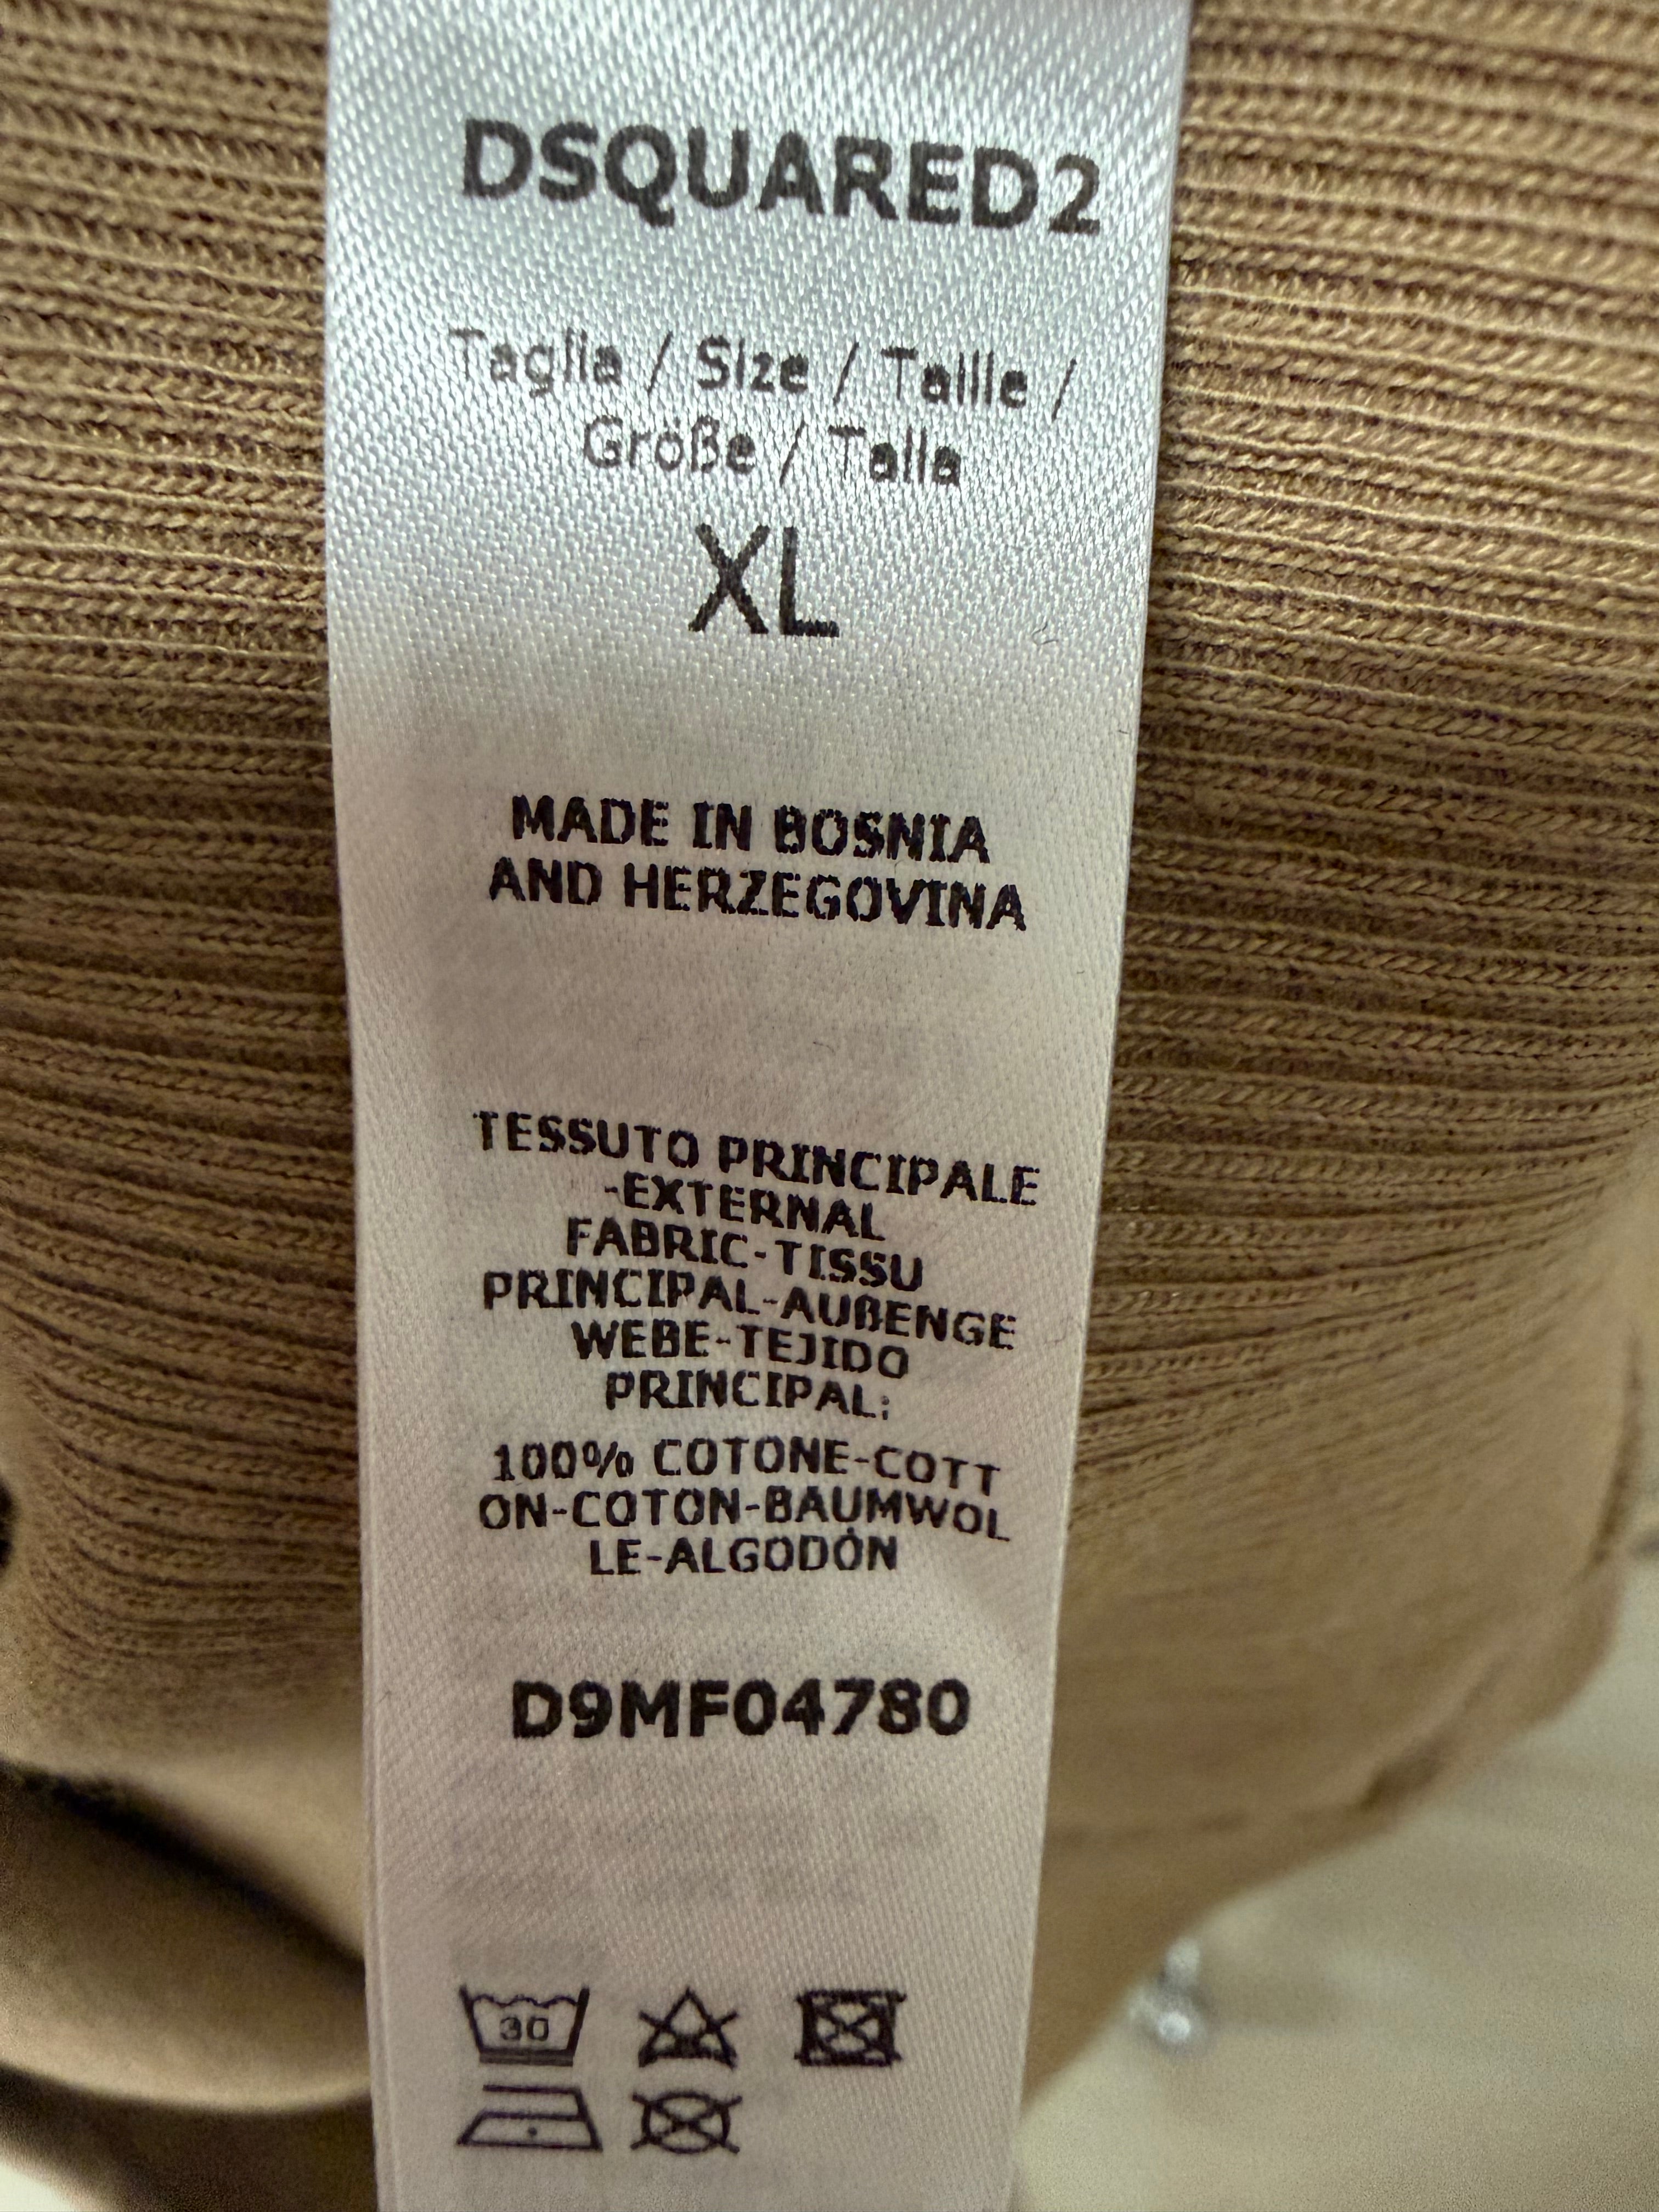 DSQUARED2
Taglia / Size / Taille /
Größe / Talla
XL
MADE IN BOSNIA
AND HERZEGOVINA
TESSUTO PRINCIPALE
-EXTERNAL
FABRIC-TISSU
PRINCIPAL-AUßENGE
WEBE-TEJIDO
PRINCIPAL:
100% COTONE-COTT
ON-COTON-BAUMWOL
LE-ALGODÓN
D9MF04780
30